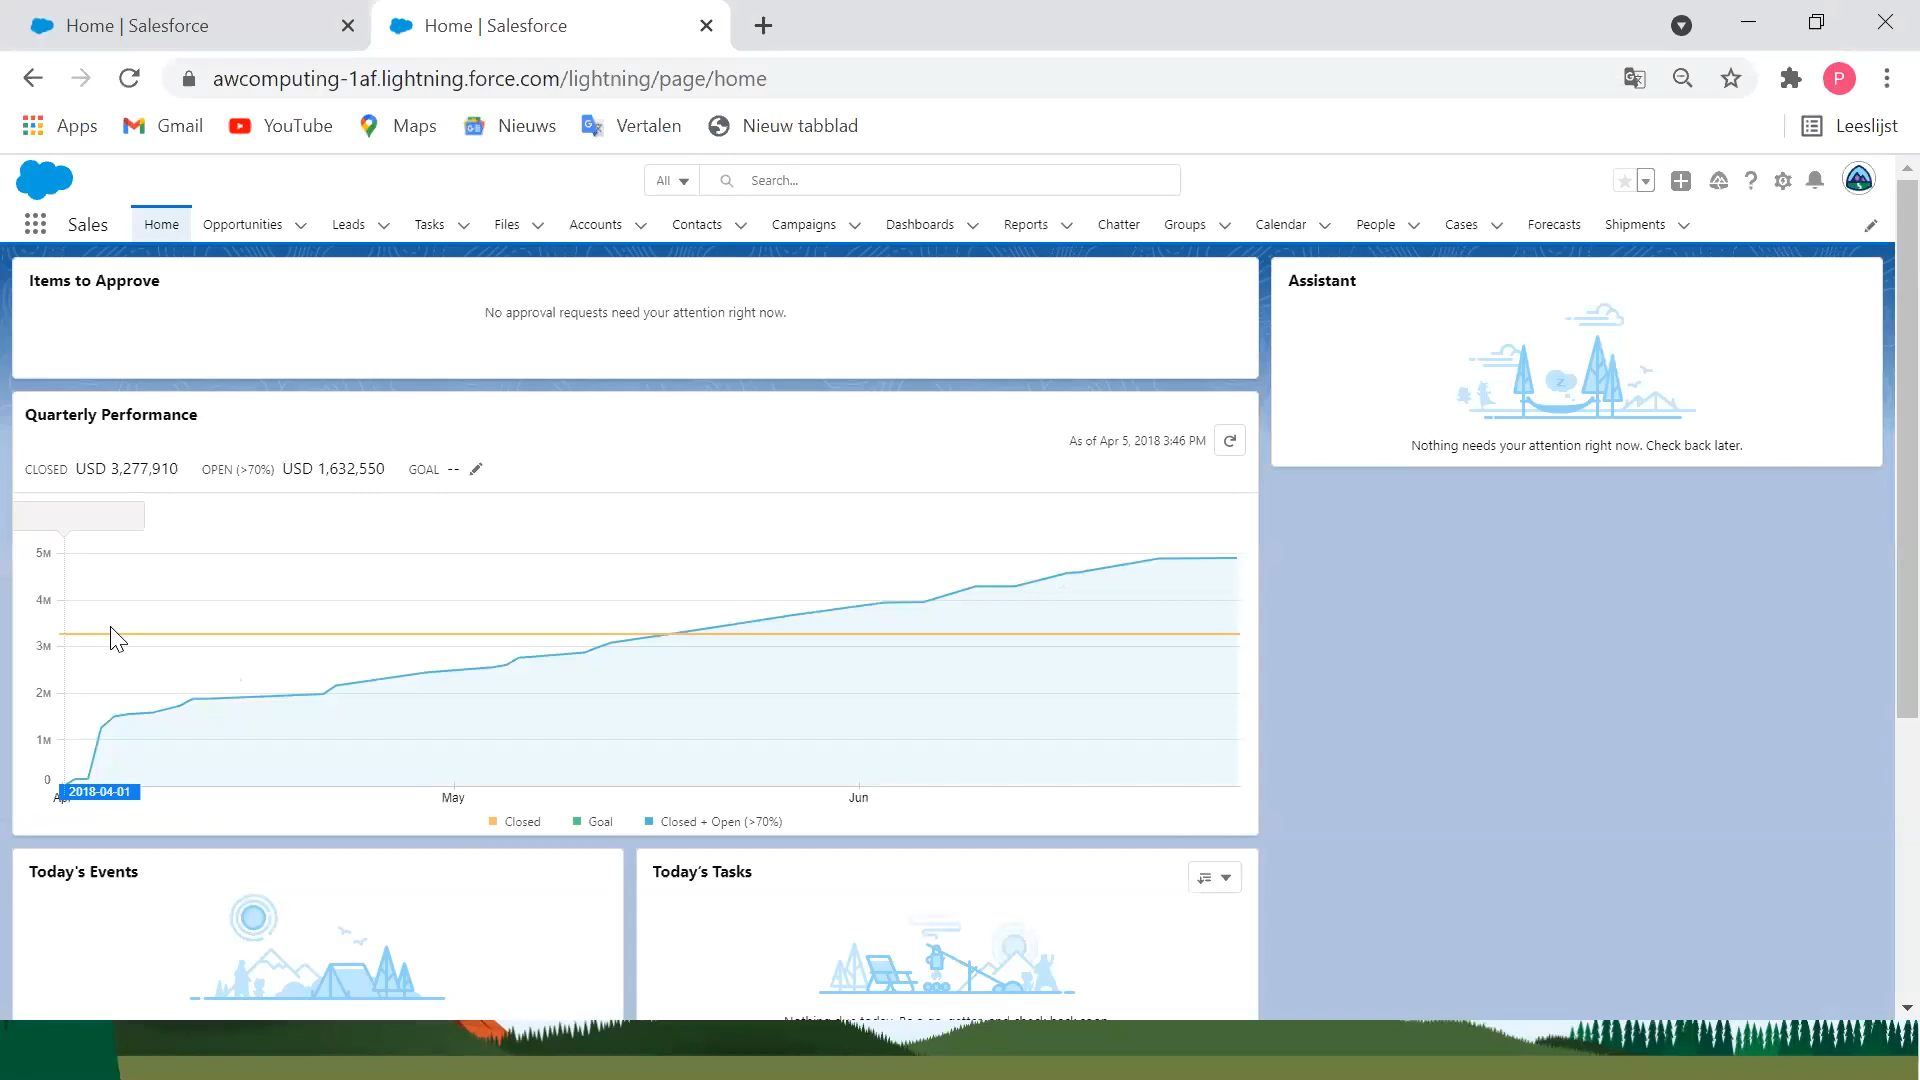 Home | Salesforce
Home | Salesforce
awcomputing-1af.lightning.force.com/lightning/page/home
P
Apps
Gmail
YouTube
Maps
Nieuws
Vertalen
Nieuw tabblad
Leeslijst
All
Search...
Sales
Home
Opportunities
Leads
Tasks
Files
Accounts
Contacts
Campaigns
Dashboards
Reports
Chatter
Groups
Calendar
People
Cases
Forecasts
Shipments
Items to Approve
No approval requests need your attention right now.
Assistant
Nothing needs your attention right now. Check back later.
Quarterly Performance
As of Apr 5, 2018 3:46 PM
CLOSED USD 3,277,910 OPEN (>70%) USD 1,632,550 GOAL --
5M
4M
3M
2M
1M
0
2018-04-01
May
Jun
Closed
Goal
Closed + Open (>70%)
Today's Events
Today's Tasks